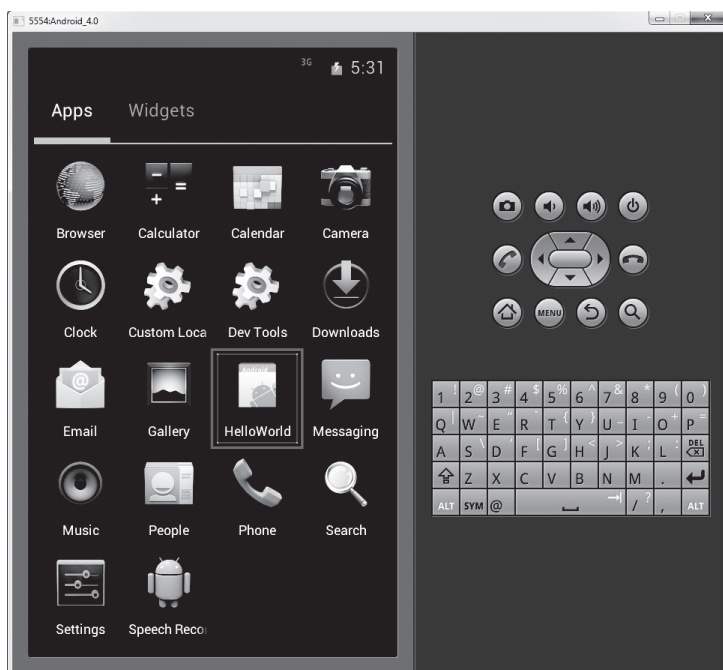 5554:Android_4.0
3G 5:31
Apps Widgets
Browser Calculator Calendar Camera
Clock Custom Loca Dev Tools Downloads
Android
Email Gallery HelloWorld Messaging
Music People Phone Search
Settings Speech Reco
MENU
1 ! 2 @ 3 # 4 $ 5 % 6 ^ 7 & 8 * 9 ( 0 )
Q | W ~ E " R ` T { Y } U _ I - O + P =
A S \ D ' F [ G ] H < J > K ; L : DEL
Z X C V B N M .
ALT SYM @ / ? , ALT